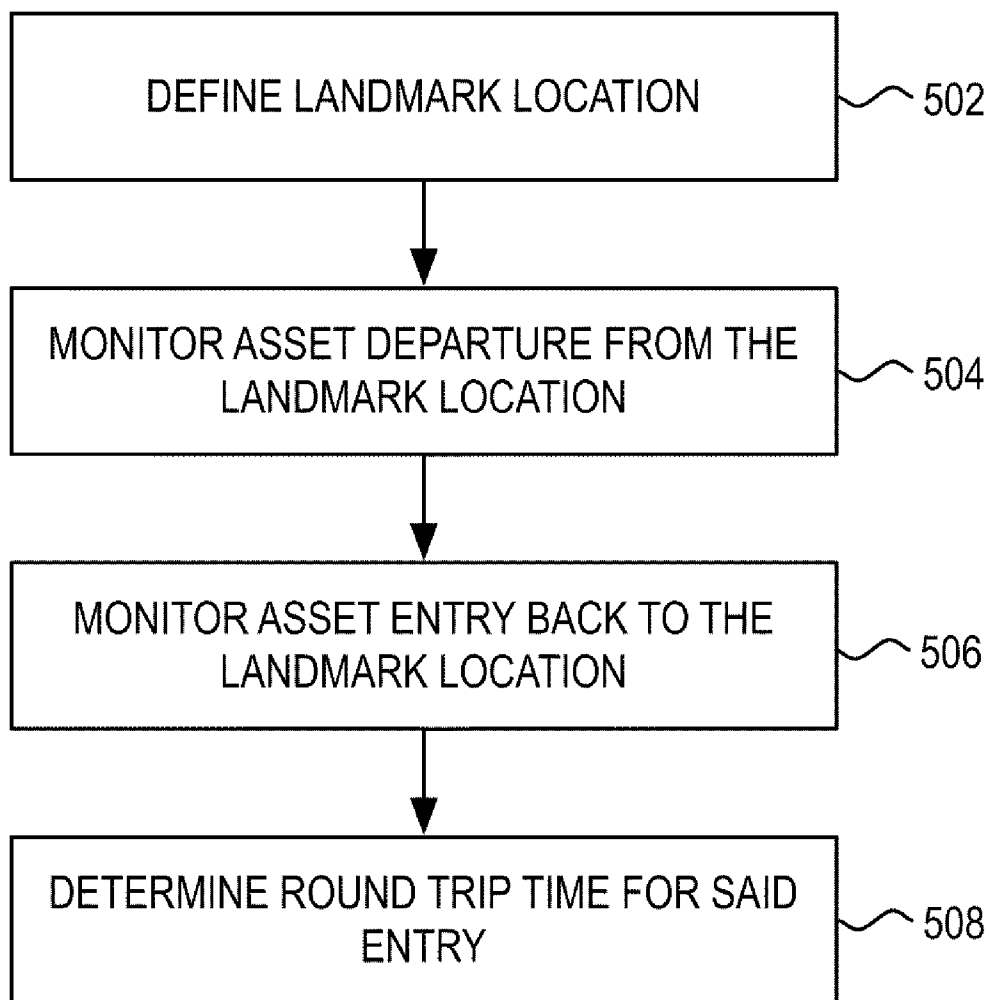 DEFINE LANDMARK LOCATION
502
MONITOR ASSET DEPARTURE FROM THE
LANDMARK LOCATION
504
MONITOR ASSET ENTRY BACK TO THE
LANDMARK LOCATION
506
DETERMINE ROUND TRIP TIME FOR SAID
ENTRY
508